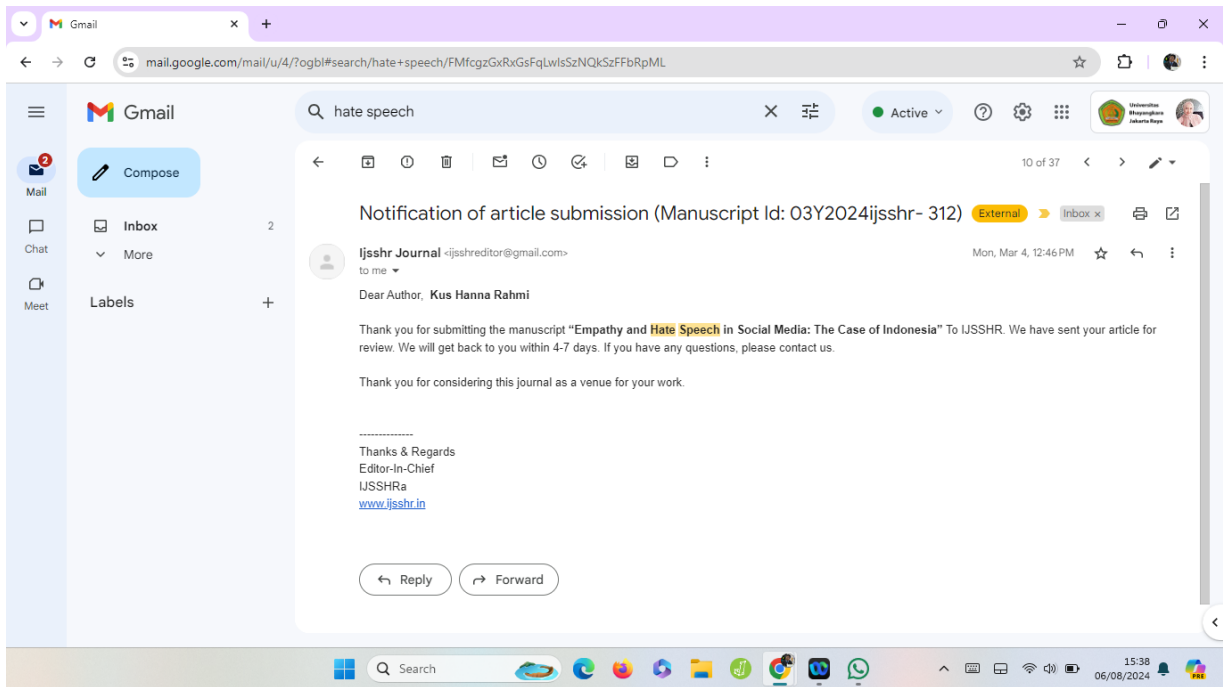 Gmail
mail.google.com/mail/u/4/?ogbl#search/hate+speech/FMfcgzGxRxGsFqLwlsSzNQkSzFFbRpML
Gmail
hate speech
Active
Universitas
Bhayangkara
Jakarta Raya
2
Mail
Chat
Meet
Compose
Inbox 2
More
Labels
10 of 37
Notification of article submission (Manuscript Id: 03Y2024ijsshr- 312) External Inbox x
Ijsshr Journal <ijsshreditor@gmail.com> Mon, Mar 4, 12:46 PM
to me
Dear Author, Kus Hanna Rahmi
Thank you for submitting the manuscript “Empathy and Hate Speech in Social Media: The Case of Indonesia” To IJSSHR. We have sent your article for
review. We will get back to you within 4-7 days. If you have any questions, please contact us.
Thank you for considering this journal as a venue for your work.
--------------
Thanks & Regards
Editor-In-Chief
IJSSHRa
www.ijsshr.in
Reply Forward
Search
15:38
06/08/2024
PRE